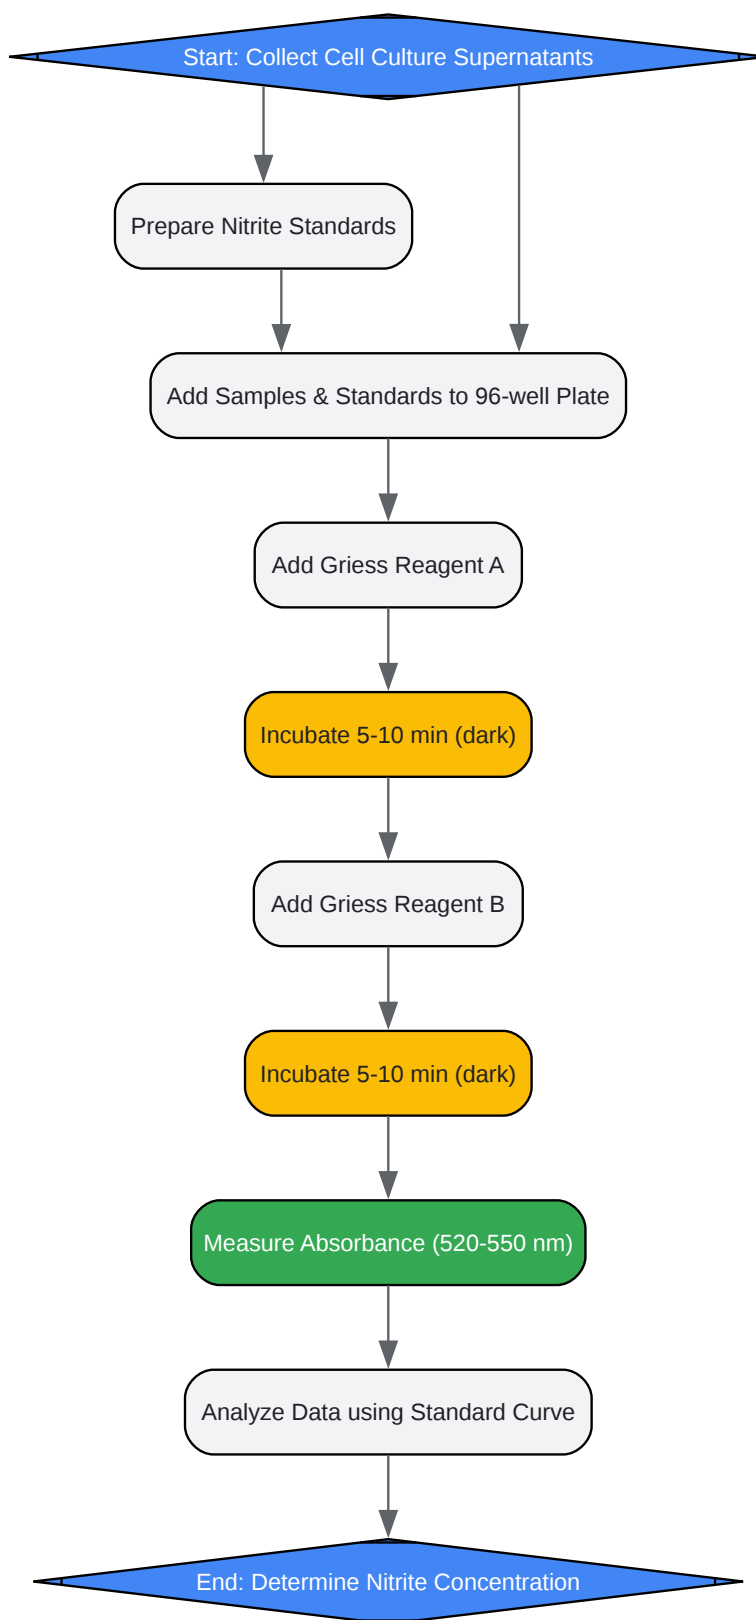 Start: Collect Cell Culture Supernatants
Prepare Nitrite Standards
Add Samples & Standards to 96-well Plate
Add Griess Reagent A
Incubate 5-10 min (dark)
Add Griess Reagent B
Incubate 5-10 min (dark)
Measure Absorbance (520-550 nm)
Analyze Data using Standard Curve
End: Determine Nitrite Concentration